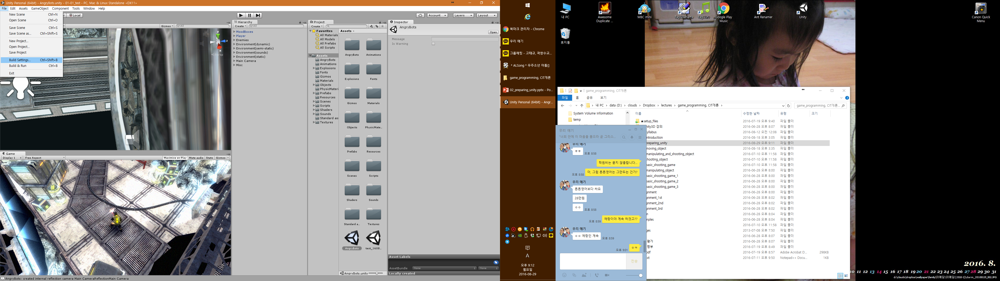 Unity Personal (64bit) - AngryBots.unity - 01-01_test - PC, Mac & Linux Standalone <DX11>
File Edit Assets GameObject Component Tools Window Help
New Scene Ctrl+N
Open Scene Ctrl+O
Save Scene Ctrl+S
Save Scene as... Ctrl+Shift+S
New Project...
Open Project...
Save Project
Build Settings... Ctrl+Shift+B
Build & Run Ctrl+B
Exit
Local
Account
Layers
Layout
Gizmos
All
Persp
Game
Display 1
Free Aspect
Maximize on Play Mute audio Stats Gizmos
AngryBots: created internal reflection camera Main CameraReflectionMain Camera
Hierarchy
Create
All
MoodBoxes
Player
Enemies
Environment(dynamic)
Environment(semi-static)
Environment(sounds)
Environment(static)
Main Camera
Misc
Project
Create
Favorites
All Materials
All Models
All Prefabs
All Scripts
Assets
AngryBots
Animations
Explosions
Fonts
Gizmos
Materials
Objects
PhysicMateri
Prefabs
Resources
Scenes
Scripts
Shaders
Sounds
Standard ass
Textures
Assets
AngryBots Animations
Explosions Fonts
Gizmos Materials
Objects PhysicMate...
Prefabs Resources
Scenes Scripts
Shaders Sounds
Standard a... Textures
AngryBots test_1608...
AngryBots.unity
Inspector
AngryBots
Open
Message
Is Warning
Asset Labels
AssetBundle None None
Locally created
북마크 관리자 - Chrome
우리 얘기
그룹채팅 - 고태규, 곽장수교...
* ALSong * 우주소년 아톰[]
game_programming, CIT개론
02_preparing_unity.pptx - Po...
Unity Personal (64bit) - Angr...
A
오후 9:12
월요일
2016-08-29
내 PC
Awesome
Duplicate ...
MBC mini
Tag&Rename
TagGuru
Google Play
Music
Ant Renamer
Unity
Canon Quick
Menu
휴지통
game_programming, CIT개론
파일 홈 공유 보기
내 PC data (D:) clouds Dropbox lectures game_programming, CIT개론
game_programming, CIT개론...
System Volume Information
temp
이름 수정한 날짜 유형 크기
★setup_files 2016-07-19 오후 9:40 파일 폴더
nity3D 강의 2016-06-28 오후 8:07 파일 폴더
yllabus 2016-08-12 오전 12:08 파일 폴더
ntroduction 2016-08-18 오후 3:05 파일 폴더
preparing_unity 2016-08-29 오후 9:11 파일 폴더
moving_object 2016-08-18 오후 3:35 파일 폴더
manipulating_and_shooting_object 2016-07-10 오후 11:58 파일 폴더
shooting_object 2016-07-10 오후 11:58 파일 폴더
basic_shooting_game 2016-07-10 오후 11:58 파일 폴더
manipulating_object 2016-06-28 오후 8:00 파일 폴더
basic_shooting_game_1 2016-06-28 오후 8:00 파일 폴더
basic_shooting_game_2 2016-06-28 오후 8:00 파일 폴더
basic_shooting_game_3 2016-06-28 오후 8:00 파일 폴더
gnment 2016-06-28 오후 8:00 파일 폴더
gnment_1st 2016-06-28 오후 8:02 파일 폴더
gnment_2nd 2016-06-28 오후 8:02 파일 폴더
gnment_3rd 2016-06-28 오후 8:02 파일 폴더
m 2016-06-28 오후 8:04 파일 폴더
mples 2016-06-28 오후 8:04 파일 폴더
2016-07-10 오후 11:58 파일 폴더
ges 2013-07-08 오후 7:50 파일 폴더
2016-06-28 오후 8:07 파일 폴더
평가 2016-06-28 오후 8:07 파일 폴더
명부 2016-07-19 오후 8:49 파일 폴더
pdf 2016-07-19 오후 8:57 Adobe Acrobat D... 298KB
txt 2016-07-11 오후 9:50 Notepad++ Docu... 1KB
우리 얘기
"너희 안에 이 마음을 품으라 곧 그리스...
우리 얘기
ㅎㅎ
오후 8:58
학원비는 묻지 않을랍니다...
아, 그럼 튼튼영어는 그만두는 건가?
오후 8:58
우리 얘기
튼튼영어보다 싸요
28만원
ㅇㅇ
오후 8:58
예랑이야 계속 하겠고??
오후 8:59
우리 얘기
ㅇㅇ 예랑인 계속
오후 8:59
ㅇㅋ
오후 9:01
전송
2016. 8.
10 11 12 13 14 15 16 17 18 19 20 21 22 23 24 25 26 27 28 29 30 31
d:\clouds\dropbox\wallpaper\family\이예담\이예담(2010-1)\darm_20100119_002.JPG